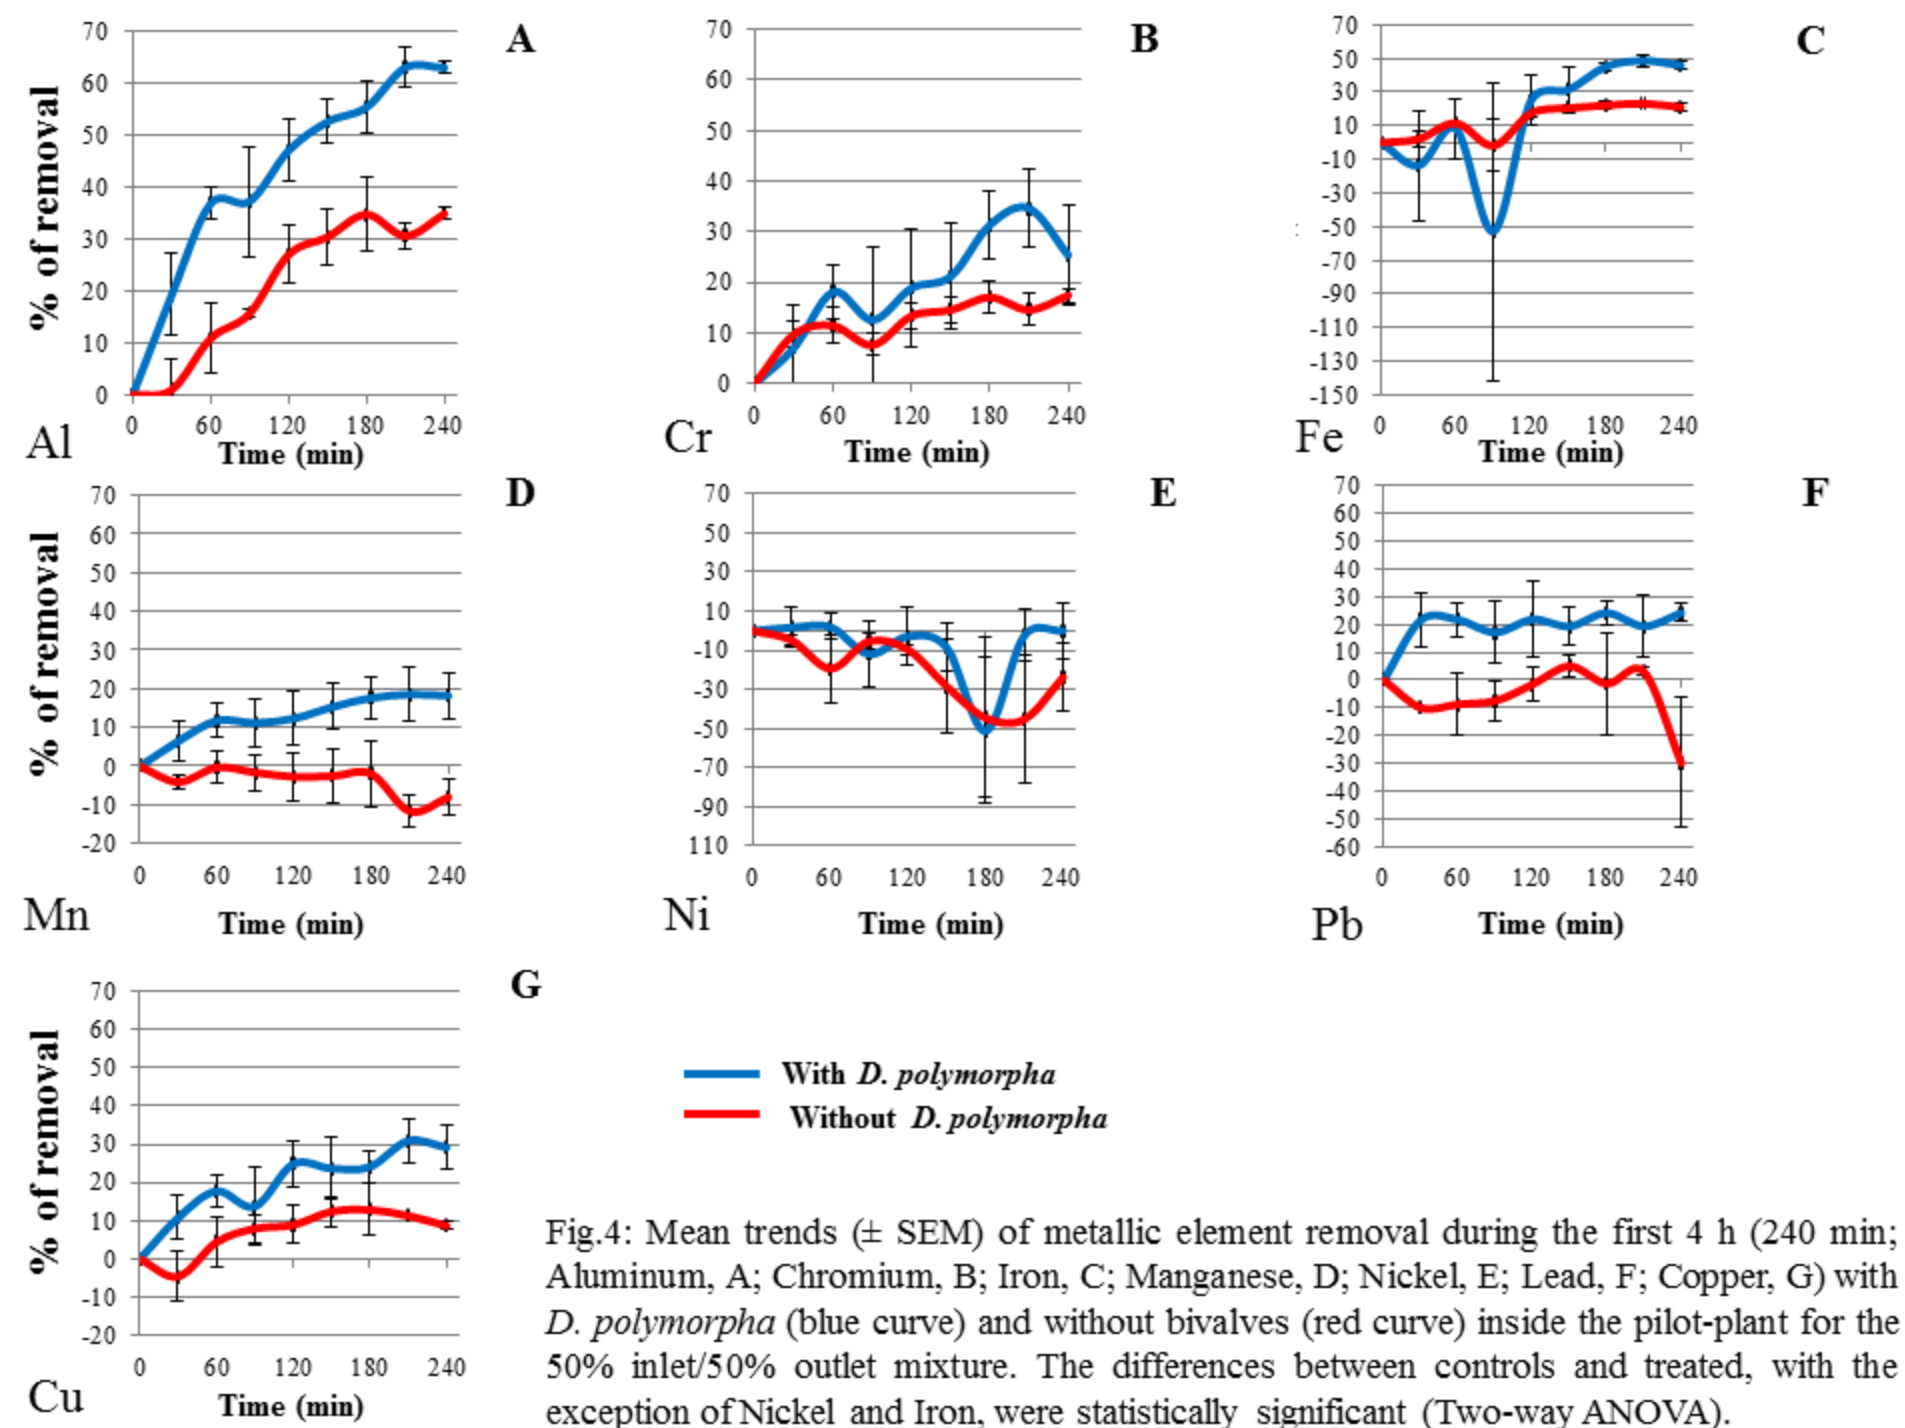 70 60 50 40 30 20 10 0
% of removal
A
0 60 120 180 240
Al
Time (min)
70 60 50 40 30 20 10 0
B
0 60 120 180 240
Cr
Time (min)
70 50 30 10 -10 -30 -50 -70 -90 -110 -130 -150
C
:
0 60 120 180 240
Fe
Time (min)
70 60 50 40 30 20 10 0 -10 -20
% of removal
D
0 60 120 180 240
Mn
Time (min)
70 50 30 10 -10 -30 -50 -70 -90 110
E
0 60 120 180 240
Ni
Time (min)
70 60 50 40 30 20 10 0 -10 -20 -30 -40 -50 -60
F
0 60 120 180 240
Pb
Time (min)
70 60 50 40 30 20 10 0 -10 -20
% of removal
G
0 60 120 180 240
Cu
Time (min)
With D. polymorpha
Without D. polymorpha
Fig.4: Mean trends (± SEM) of metallic element removal during the first 4 h (240 min;
Aluminum, A; Chromium, B; Iron, C; Manganese, D; Nickel, E; Lead, F; Copper, G) with
D. polymorpha (blue curve) and without bivalves (red curve) inside the pilot-plant for the
50% inlet/50% outlet mixture. The differences between controls and treated, with the
exception of Nickel and Iron, were statistically significant (Two-way ANOVA).